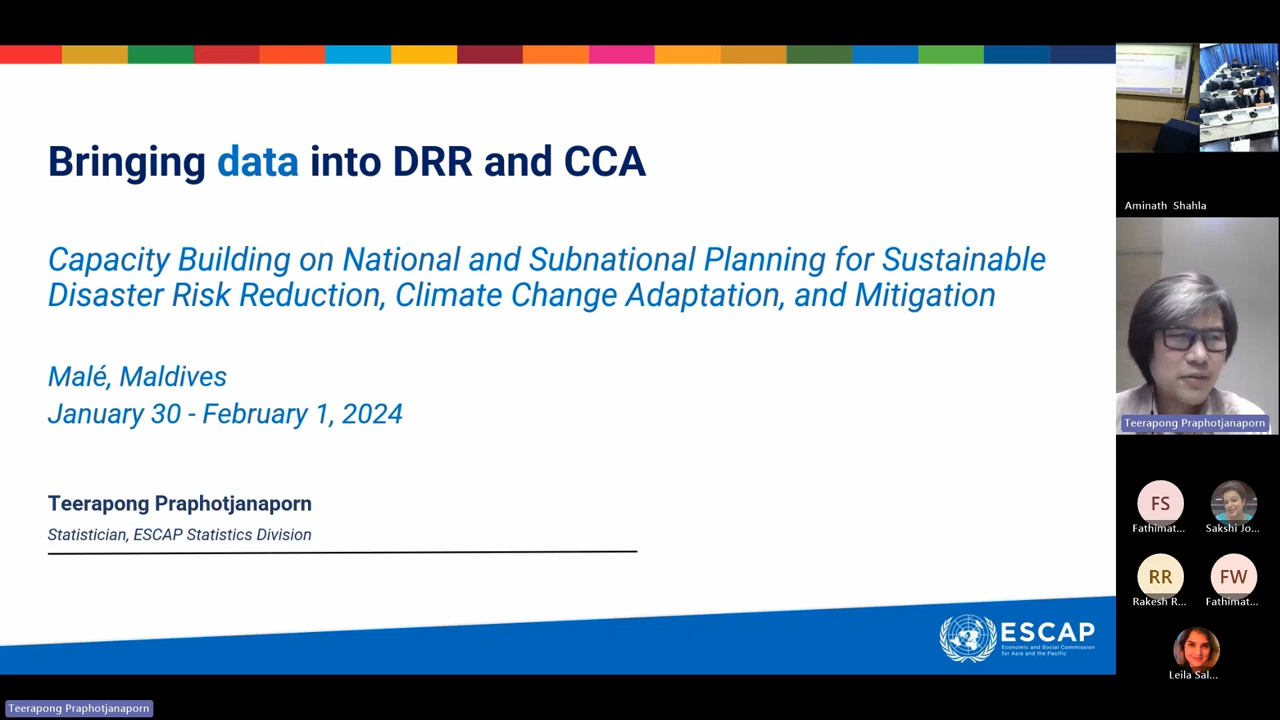 Bringing data into DRR and CCA
Capacity Building on National and Subnational Planning for Sustainable
Disaster Risk Reduction, Climate Change Adaptation, and Mitigation
Malé, Maldives
January 30 - February 1, 2024
Teerapong Praphotjanaporn
Statistician, ESCAP Statistics Division
ESCAP
Economic and Social Commission
for Asia and the Pacific
Aminath Shahla
Teerapong Praphotjanaporn
FS
Fathimat...
Sakshi Jo...
RR
Rakesh R...
FW
Fathimat...
Leila Sal...
Teerapong Praphotjanaporn